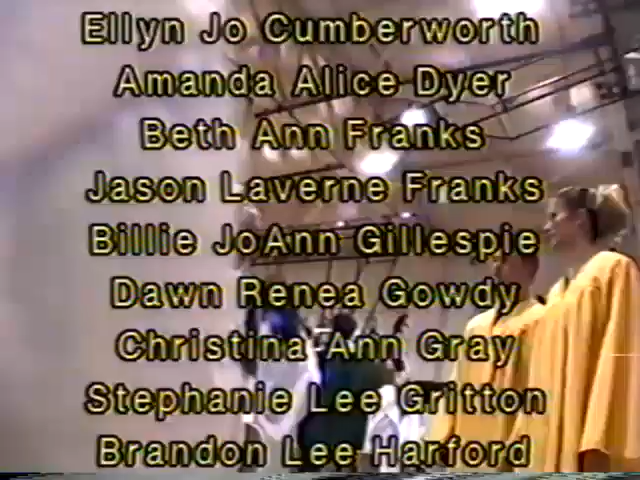 Ellyn Jo Cumberworth
Amanda Alice Dyer
Beth Ann Franks
Jason Laverne Franks
Billie JoAnn Gillespie
Dawn Renea Gowdy
Christina Ann Gray
Stephanie Lee Gritton
Brandon Lee Harford